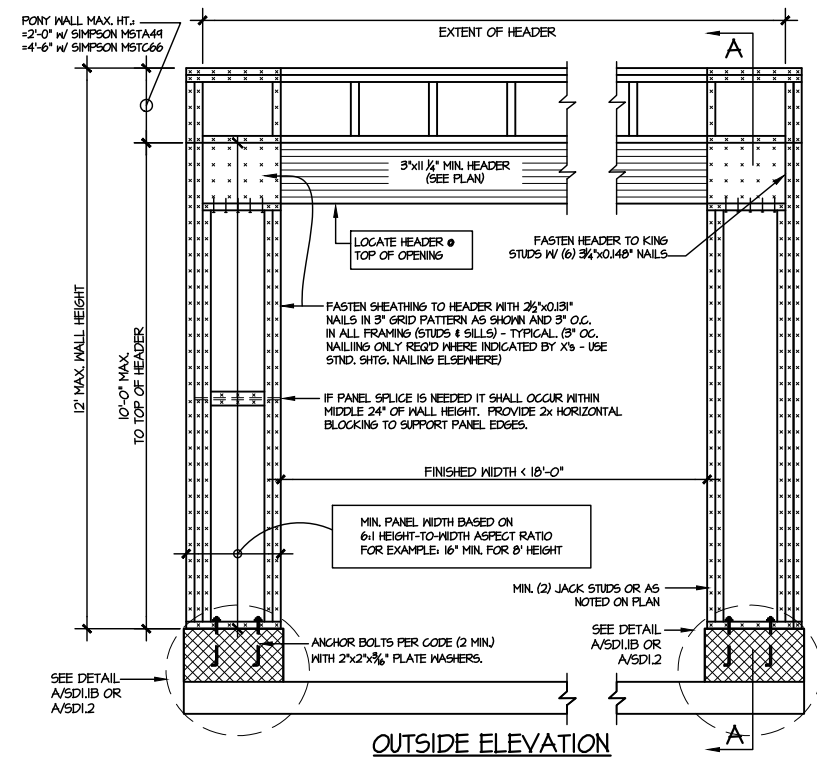 PONY WALL MAX. HT.:
=2'-0" W/ SIMPSON MSTA49
=4'-6" W/ SIMPSON MSTC66
EXTENT OF HEADER
A
3"x11 1/4" MIN. HEADER
(SEE PLAN)
LOCATE HEADER @
TOP OF OPENING
FASTEN HEADER TO KING
STUDS W/ (6) 3 1/4"x0.148" NAILS
12' MAX. WALL HEIGHT
10'-0" MAX.
TO TOP OF HEADER
FASTEN SHEATHING TO HEADER WITH 2 1/2"x0.131"
NAILS IN 3" GRID PATTERN AS SHOWN AND 3" O.C.
IN ALL FRAMING (STUDS & SILLS) - TYPICAL. (3" OC.
NAILIING ONLY REQ'D WHERE INDICATED BY X's - USE
STND. SHTG. NAILING ELSEWHERE)
IF PANEL SPLICE IS NEEDED IT SHALL OCCUR WITHIN
MIDDLE 24" OF WALL HEIGHT. PROVIDE 2x HORIZONTAL
BLOCKING TO SUPPORT PANEL EDGES.
FINISHED WIDTH < 18'-0"
MIN. PANEL WIDTH BASED ON
6:1 HEIGHT-TO-WIDTH ASPECT RATIO
FOR EXAMPLE: 16" MIN. FOR 8' HEIGHT
MIN. (2) JACK STUDS OR AS
NOTED ON PLAN
SEE DETAIL
A/SD1.1B OR
A/SD1.2
ANCHOR BOLTS PER CODE (2 MIN.)
WITH 2"x2"x3/16" PLATE WASHERS.
SEE DETAIL
A/SD1.1B OR
A/SD1.2
A
OUTSIDE ELEVATION